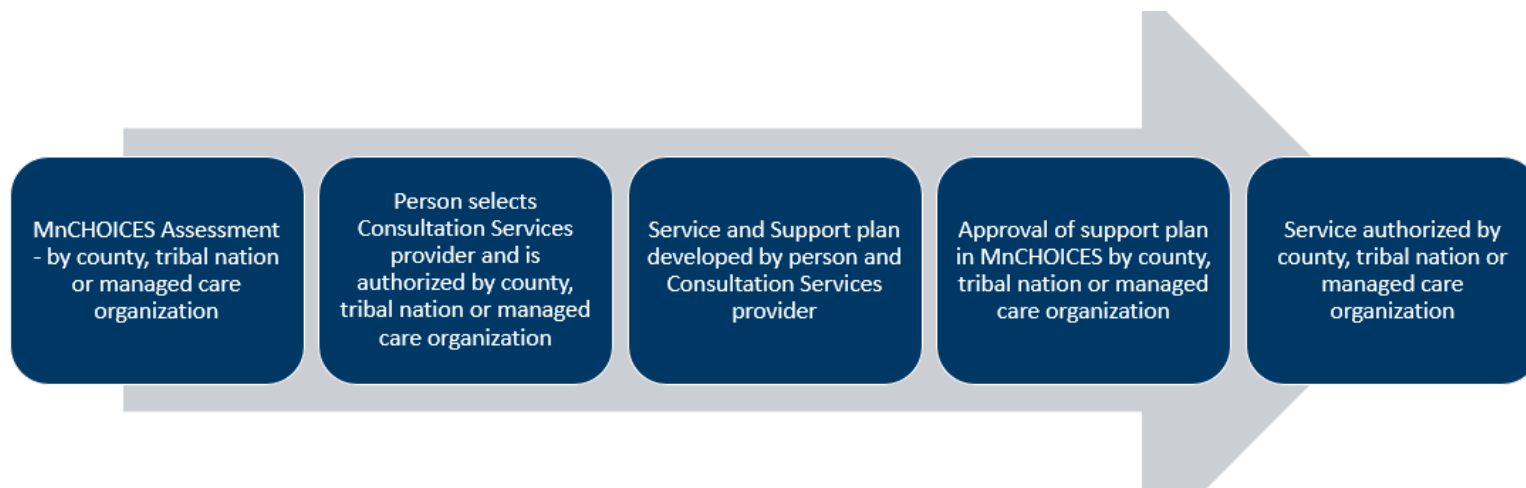 MnCHOICES Assessment
- by county, tribal nation
or managed care
organization
Person selects
Consultation Services
provider and is
authorized by county,
tribal nation or managed
care organization
Service and Support plan
developed by person and
Consultation Services
provider
Approval of support plan
in MnCHOICES by county,
tribal nation or managed
care organization
Service authorized by
county, tribal nation or
managed care
organization